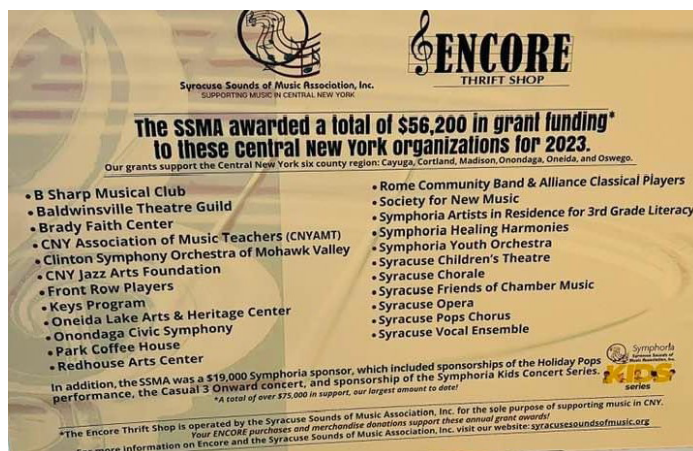 Syracuse Sounds of Music Association, Inc.
SUPPORTING MUSIC IN CENTRAL NEW YORK
ENCORE
THRIFT SHOP
The SSMA awarded a total of $56,200 in grant funding*
to these Central New York organizations for 2023.
Our grants support the Central New York six county region: Cayuga, Cortland, Madison, Onondaga, Oneida, and Oswego.
• B Sharp Musical Club
• Baldwinsville Theatre Guild
• Brady Faith Center
• CNY Association of Music Teachers (CNYAMT)
• Clinton Symphony Orchestra of Mohawk Valley
• CNY Jazz Arts Foundation
• Front Row Players
• Keys Program
• Oneida Lake Arts & Heritage Center
• Onondaga Civic Symphony
• Park Coffee House
• Redhouse Arts Center
• Rome Community Band & Alliance Classical Players
• Society for New Music
• Symphoria Artists in Residence for 3rd Grade Literacy
• Symphoria Healing Harmonies
• Symphoria Youth Orchestra
• Syracuse Children's Theatre
• Syracuse Chorale
• Syracuse Friends of Chamber Music
• Syracuse Opera
• Syracuse Pops Chorus
• Syracuse Vocal Ensemble
In addition, the SSMA was a $19,000 Symphoria sponsor, which included sponsorships of the Holiday Pops
performance, the Casual 3 Onward concert, and sponsorship of the Symphoria Kids Concert Series.
*A total of over $75,000 in support, our largest amount to date!
Symphoria
Syracuse Sounds of
Music Association, Inc.
KIDS
series
*The Encore Thrift Shop is operated by the Syracuse Sounds of Music Association, Inc. for the sole purpose of supporting music in CNY.
Your ENCORE purchases and merchandise donations support these annual grant awards!
more information on Encore and the Syracuse Sounds of Music Association, Inc. visit our website: syracusesoundsofmusic.org